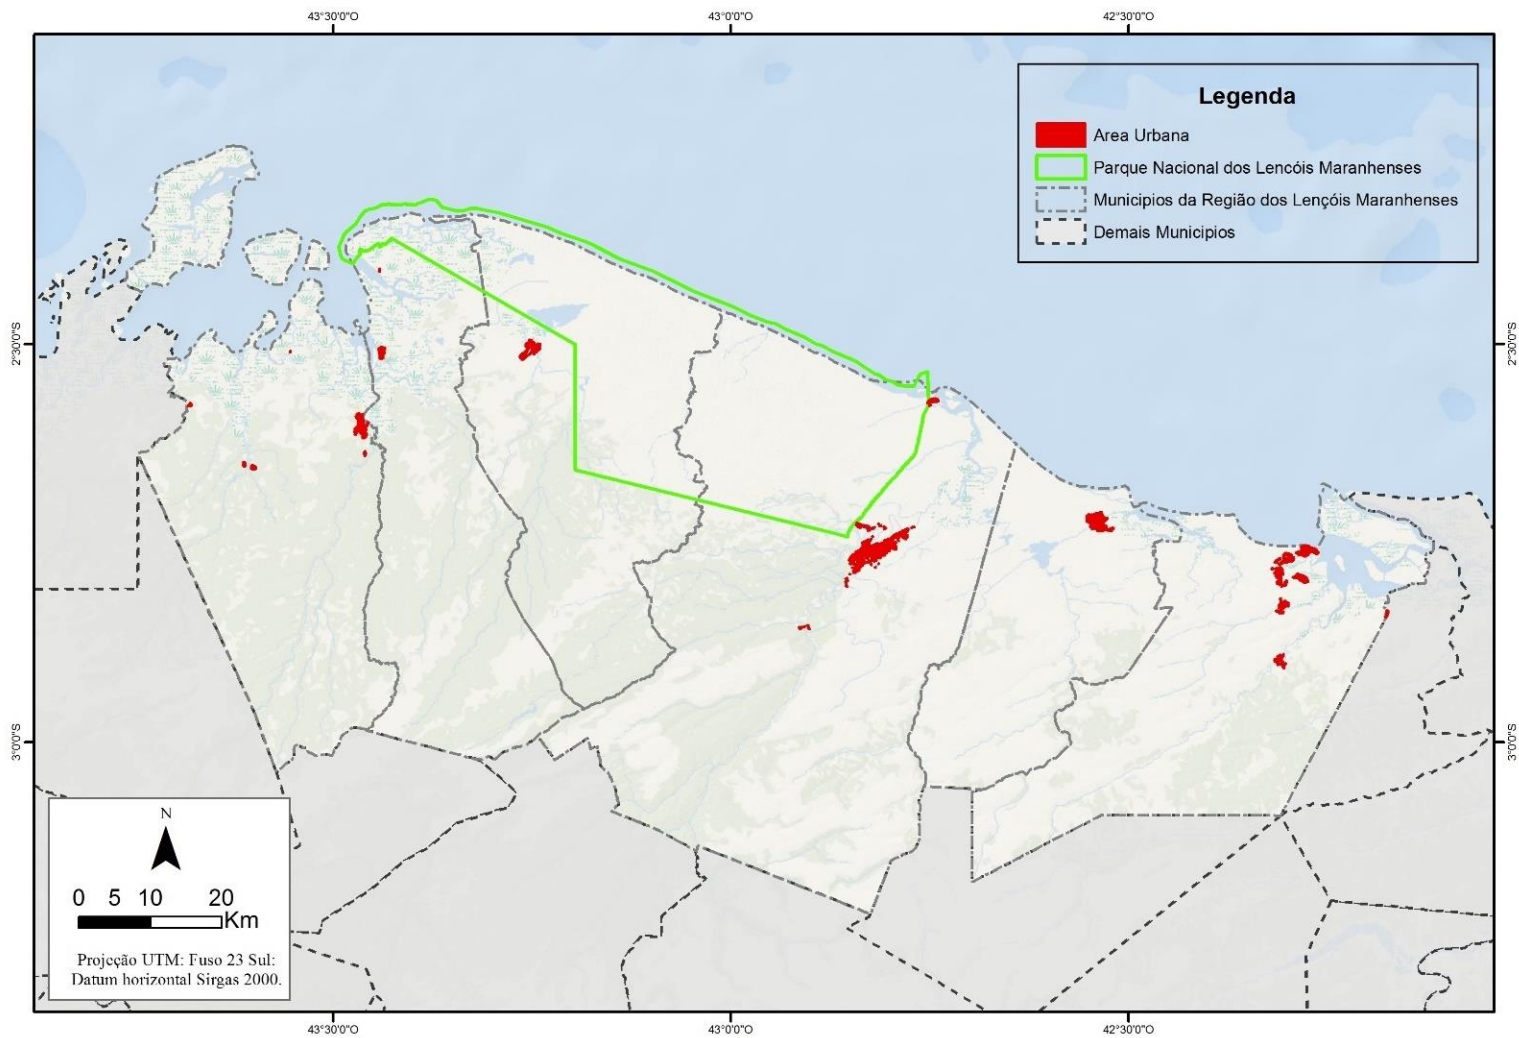 43°30'0"O 43°0'0"O 42°30'0"O
Legenda
Area Urbana
Parque Nacional dos Lencóis Maranhenses
Municipios da Região dos Lençóis Maranhenses
Demais Municipios
2°30'0"S 2°30'0"S
3°0'0"S 3°0'0"S
N
0 5 10 20
Km
Projecção UTM: Fuso 23 Sul:
Datum horizontal Sirgas 2000.
43°30'0"O 43°0'0"O 42°30'0"O